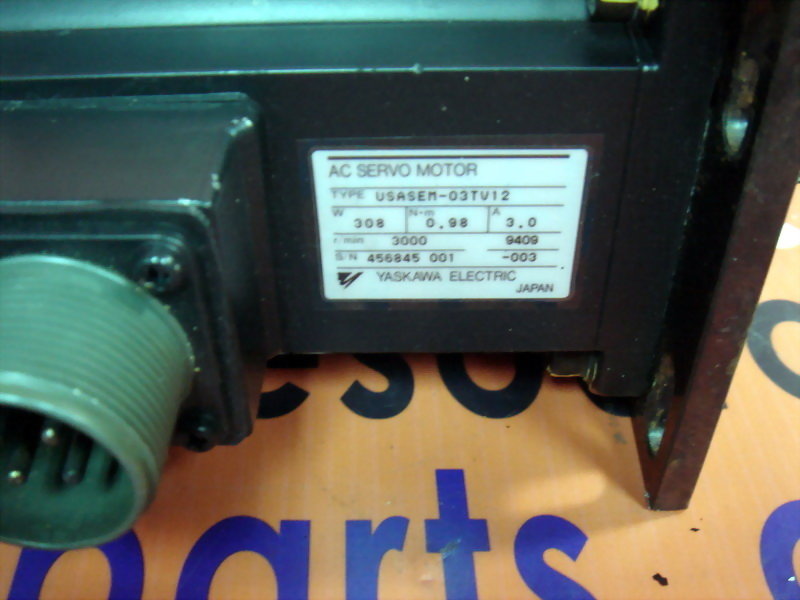 AC SERVO MOTOR
TYPE USASEM-03TV12
W 308 N·m 0.98 A 3.0
r/min 3000 9409
S/N 456845 001 -003
YASKAWA ELECTRIC
JAPAN
eso
parts